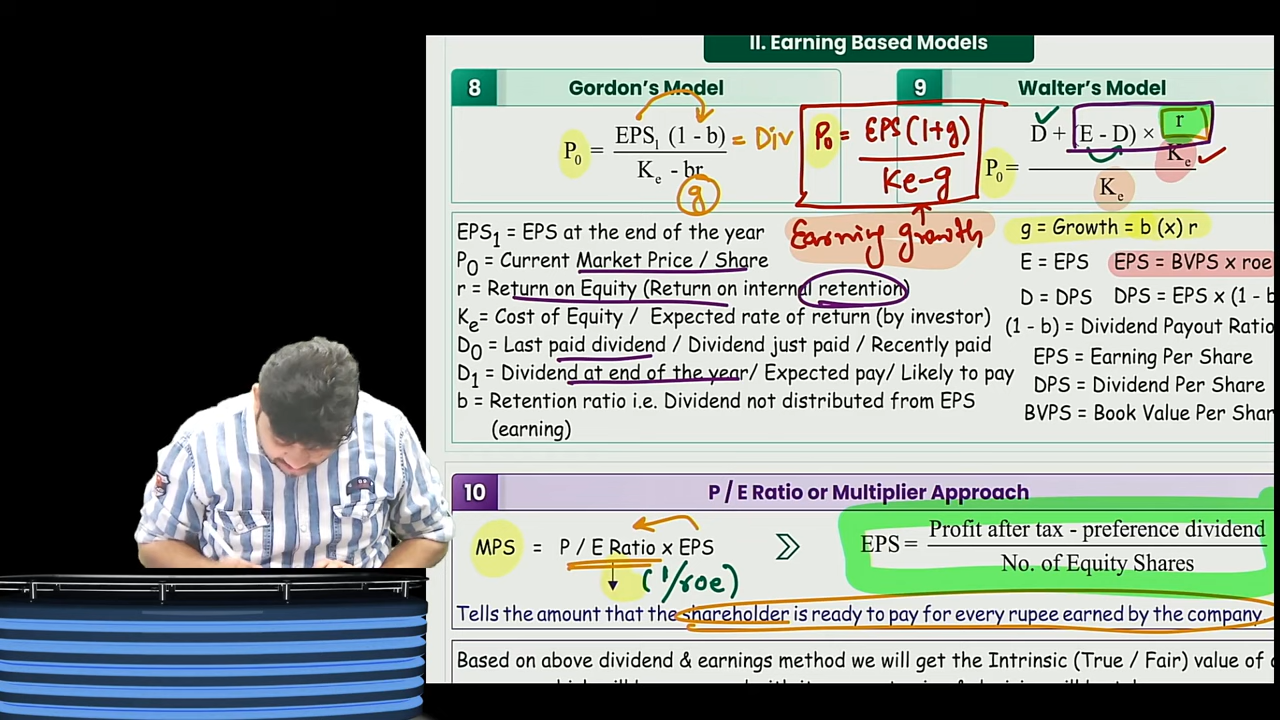 II. Earning Based Models
8 Gordon's Model
P0 = EPS1 (1 - b) = Div
Ke - br
g
P0 = EPS(1+g)
Ke-g
Earning growth
EPS1 = EPS at the end of the year
P0 = Current Market Price / Share
r = Return on Equity (Return on internal retention)
Ke= Cost of Equity / Expected rate of return (by investor)
D0 = Last paid dividend / Dividend just paid / Recently paid
D1 = Dividend at end of the year/ Expected pay/ Likely to pay
b = Retention ratio i.e. Dividend not distributed from EPS
(earning)
9 Walter's Model
P0 = D + (E - D) × r
Ke
Ke
g = Growth = b (x) r
E = EPS EPS = BVPS x roe
D = DPS DPS = EPS x (1 - b
(1 - b) = Dividend Payout Ratio
EPS = Earning Per Share
DPS = Dividend Per Share
BVPS = Book Value Per Shar
10 P / E Ratio or Multiplier Approach
MPS = P / E Ratio x EPS
(1/roe)
EPS = Profit after tax - preference dividend
No. of Equity Shares
Tells the amount that the shareholder is ready to pay for every rupee earned by the company
Based on above dividend & earnings method we will get the Intrinsic (True / Fair) value of